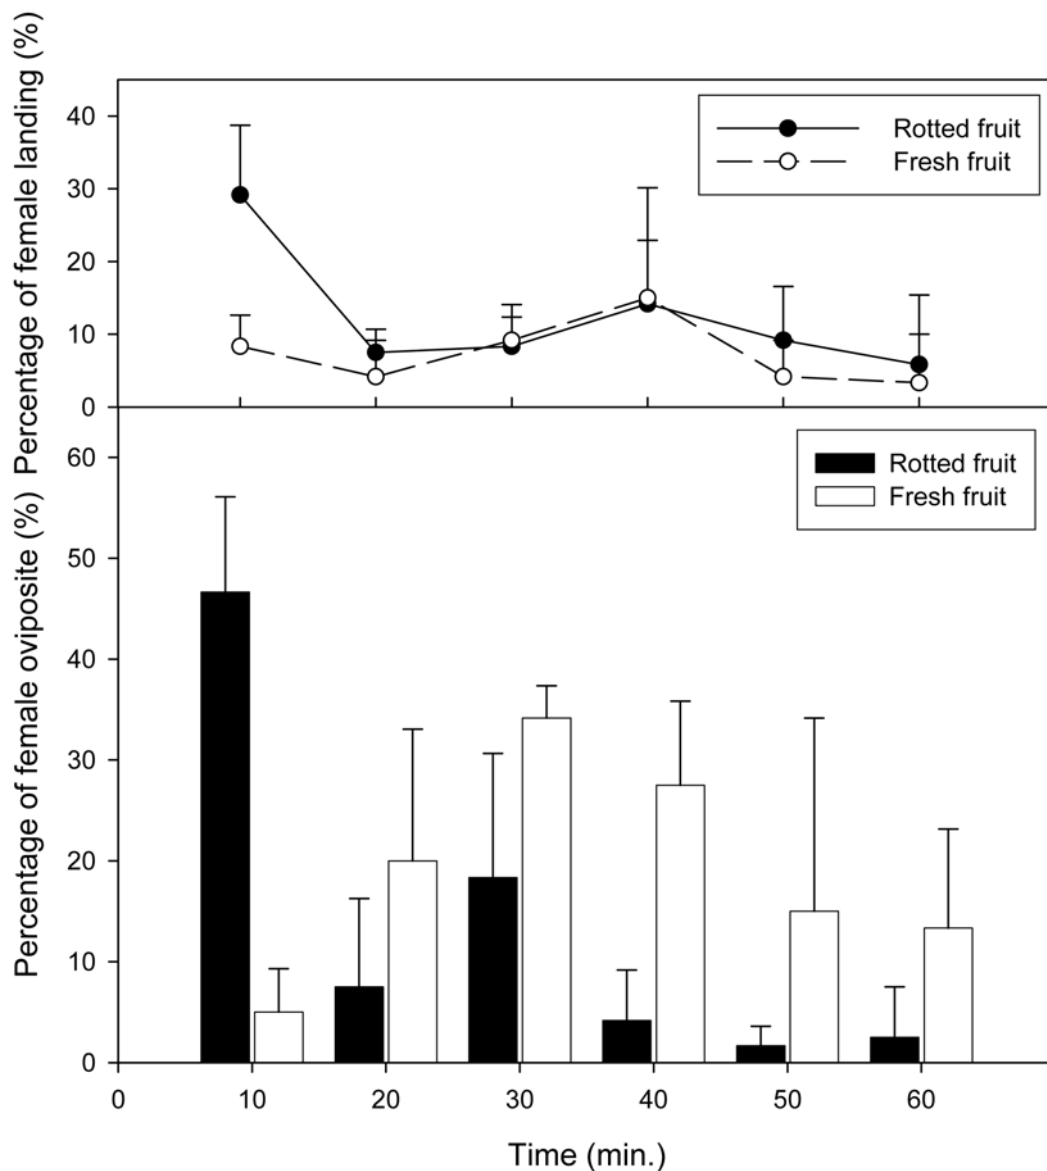 Percentage of female landing (%)
40
30
20
10
0
Rotted fruit
Fresh fruit
Percentage of female oviposite (%)
60
50
40
30
20
10
0
Rotted fruit
Fresh fruit
0 10 20 30 40 50 60
Time (min.)